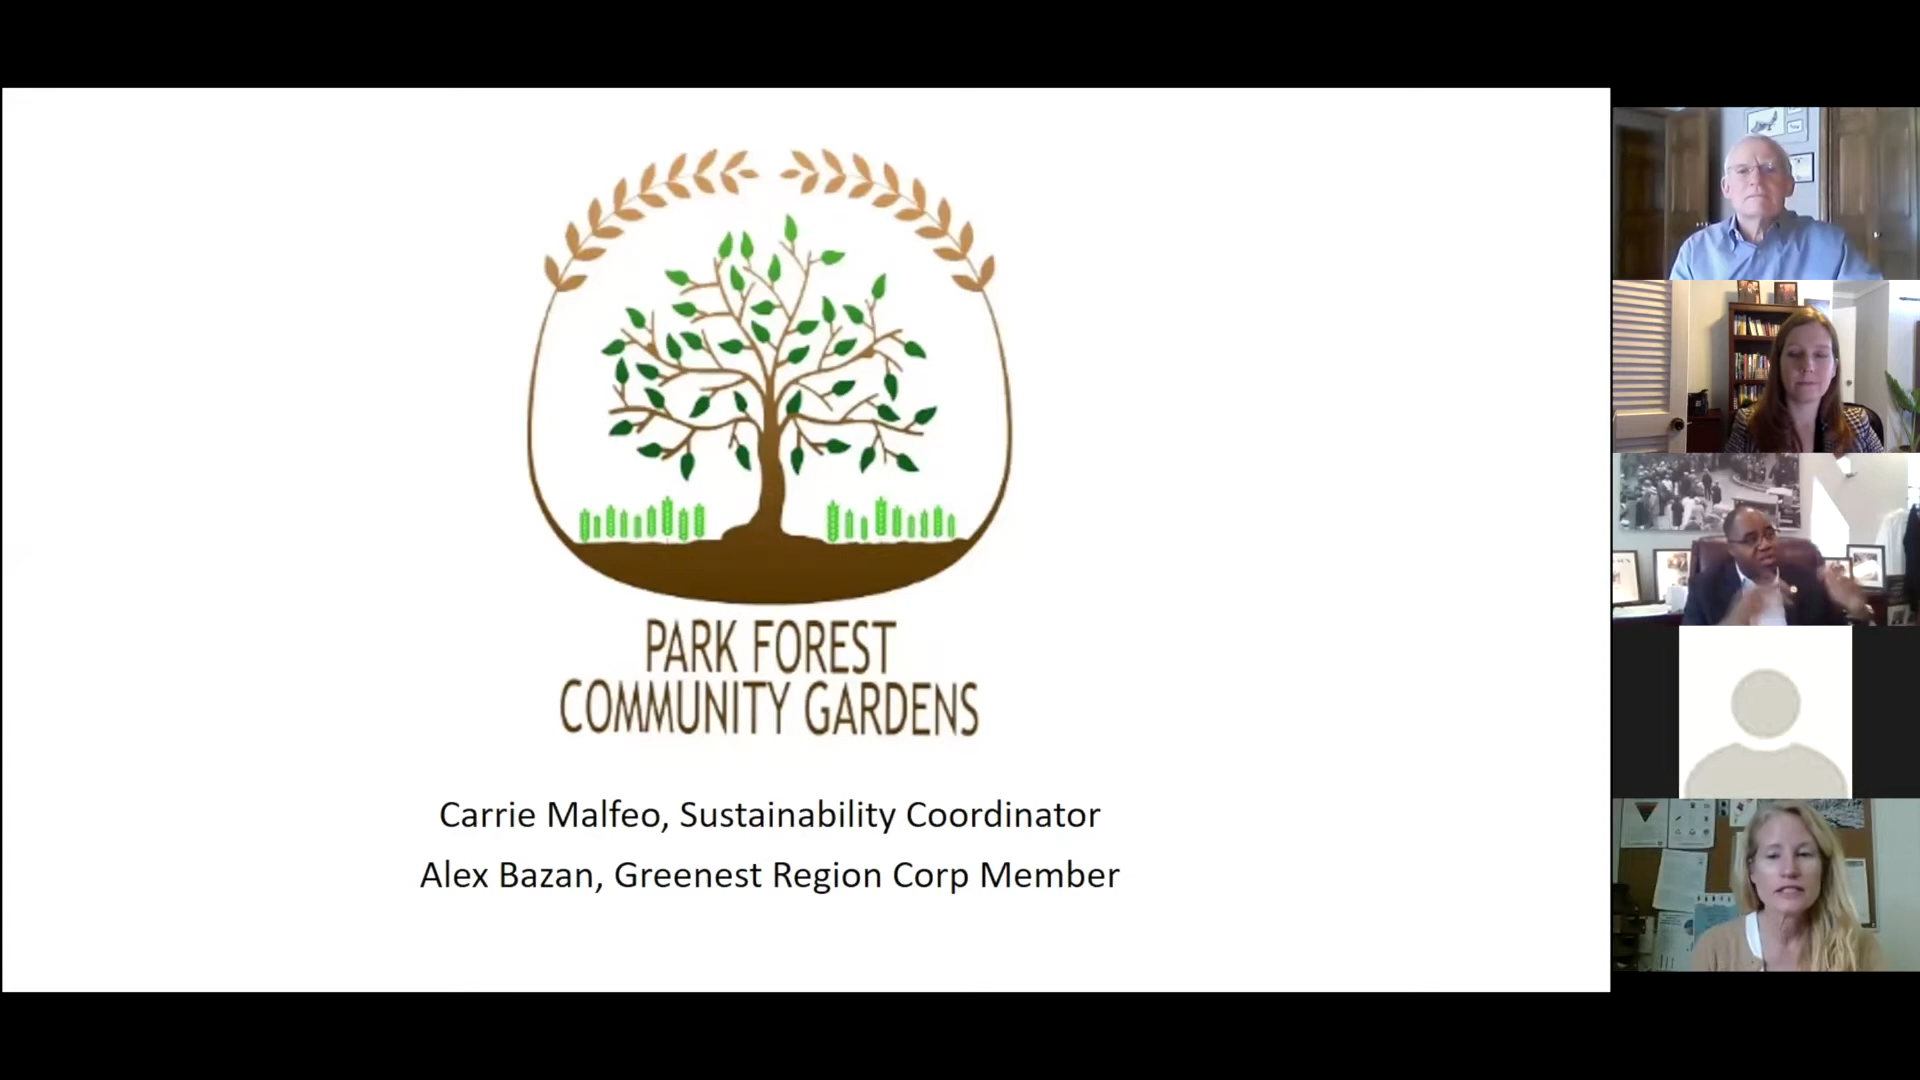 PARK FOREST
COMMUNITY GARDENS
Carrie Malfeo, Sustainability Coordinator
Alex Bazan, Greenest Region Corp Member